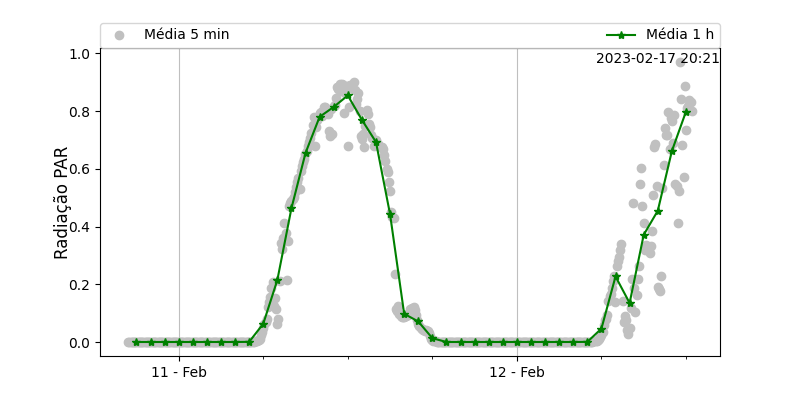 Média 5 min
Média 1 h
2023-02-17 20:21
Radiação PAR
1.0
0.8
0.6
0.4
0.2
0.0
11 - Feb
12 - Feb